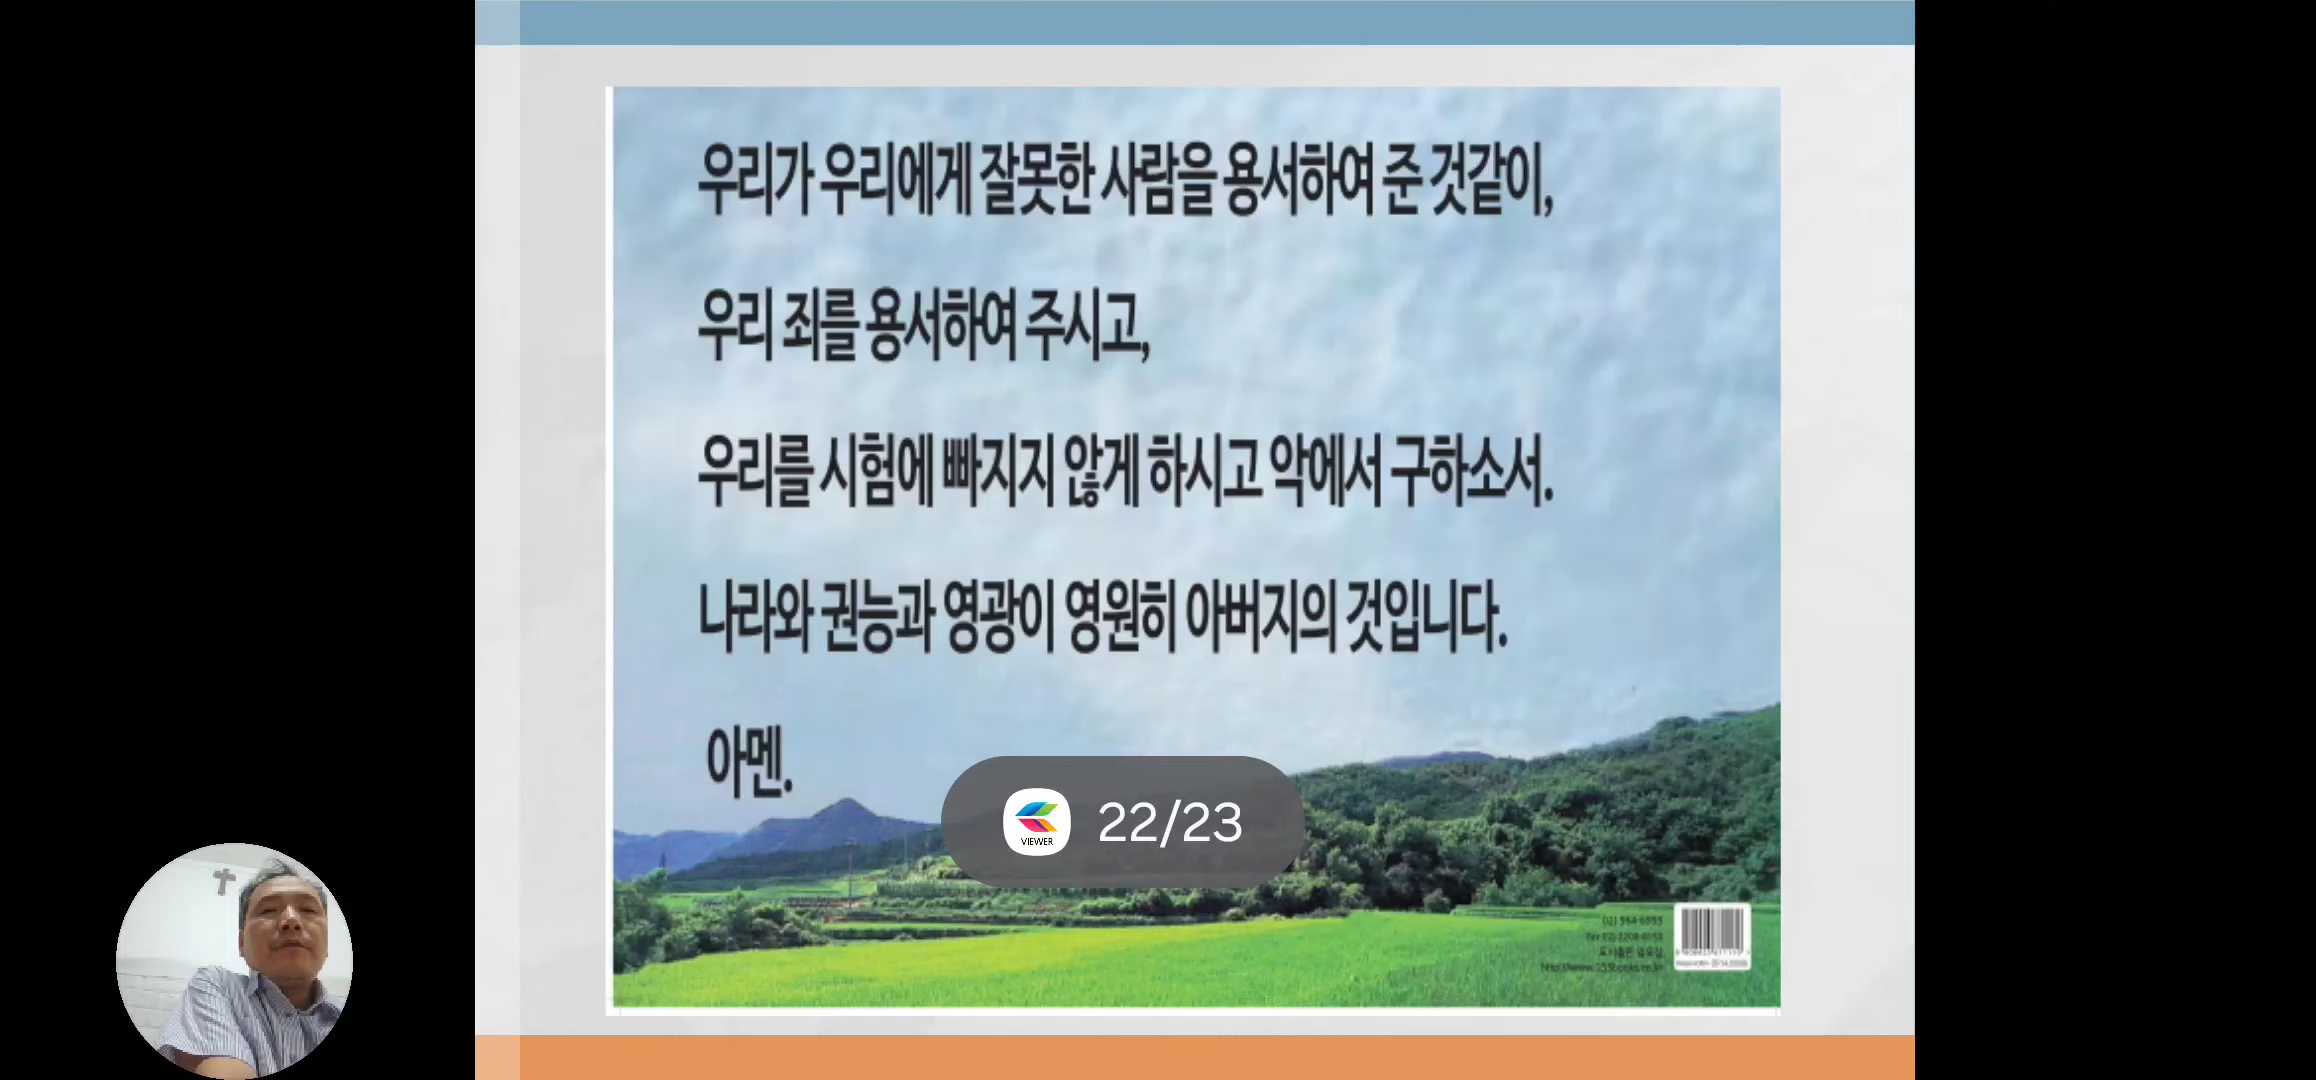 우리가 우리에게 잘못한 사람을 용서하여 준 것같이,
우리 죄를 용서하여 주시고,
우리를 시험에 빠지지 않게 하시고 악에서 구하소서.
나라와 권능과 영광이 영원히 아버지의 것입니다.
아멘.
VIEWER
22/23